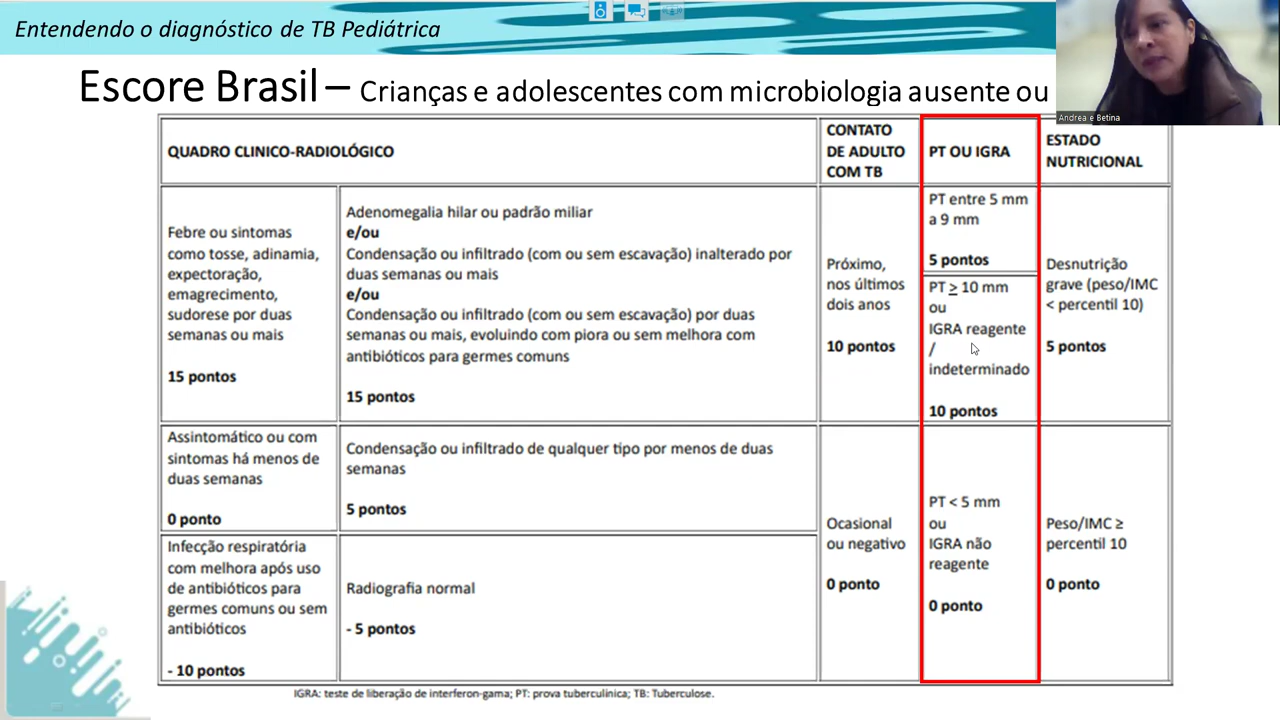 Entendendo o diagnóstico de TB Pediátrica
Escore Brasil – Crianças e adolescentes com microbiologia ausente ou
Andrea e Betina
QUADRO CLINICO-RADIOLÓGICO
CONTATO
DE ADULTO
COM TB
PT OU IGRA
ESTADO
NUTRICIONAL
Febre ou sintomas
como tosse, adinamia,
expectoração,
emagrecimento,
sudorese por duas
semanas ou mais
15 pontos
Adenomegalia hilar ou padrão miliar
e/ou
Condensação ou infiltrado (com ou sem escavação) inalterado por
duas semanas ou mais
e/ou
Condensação ou infiltrado (com ou sem escavação) por duas
semanas ou mais, evoluindo com piora ou sem melhora com
antibióticos para germes comuns
15 pontos
Próximo,
nos últimos
dois anos
10 pontos
PT entre 5 mm
a 9 mm
5 pontos
PT ≥ 10 mm
ou
IGRA reagente
/
indeterminado
10 pontos
Desnutrição
grave (peso/IMC
< percentil 10)
5 pontos
Assintomático ou com
sintomas há menos de
duas semanas
0 ponto
Condensação ou infiltrado de qualquer tipo por menos de duas
semanas
5 pontos
Ocasional
ou negativo
0 ponto
PT < 5 mm
ou
IGRA não
reagente
0 ponto
Peso/IMC ≥
percentil 10
0 ponto
Infecção respiratória
com melhora após uso
de antibióticos para
germes comuns ou sem
antibióticos
- 10 pontos
Radiografia normal
- 5 pontos
IGRA: teste de liberação de interferon-gama; PT: prova tuberculínica; TB: Tuberculose.